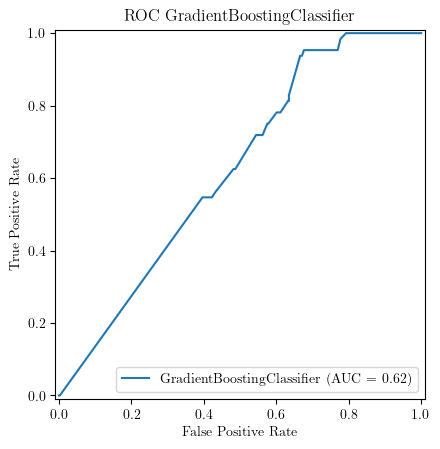 ROC GradientBoostingClassifier
1.0
0.8
0.6
0.4
0.2
0.0
True Positive Rate
GradientBoostingClassifier (AUC = 0.62)
0.0 0.2 0.4 0.6 0.8 1.0
False Positive Rate